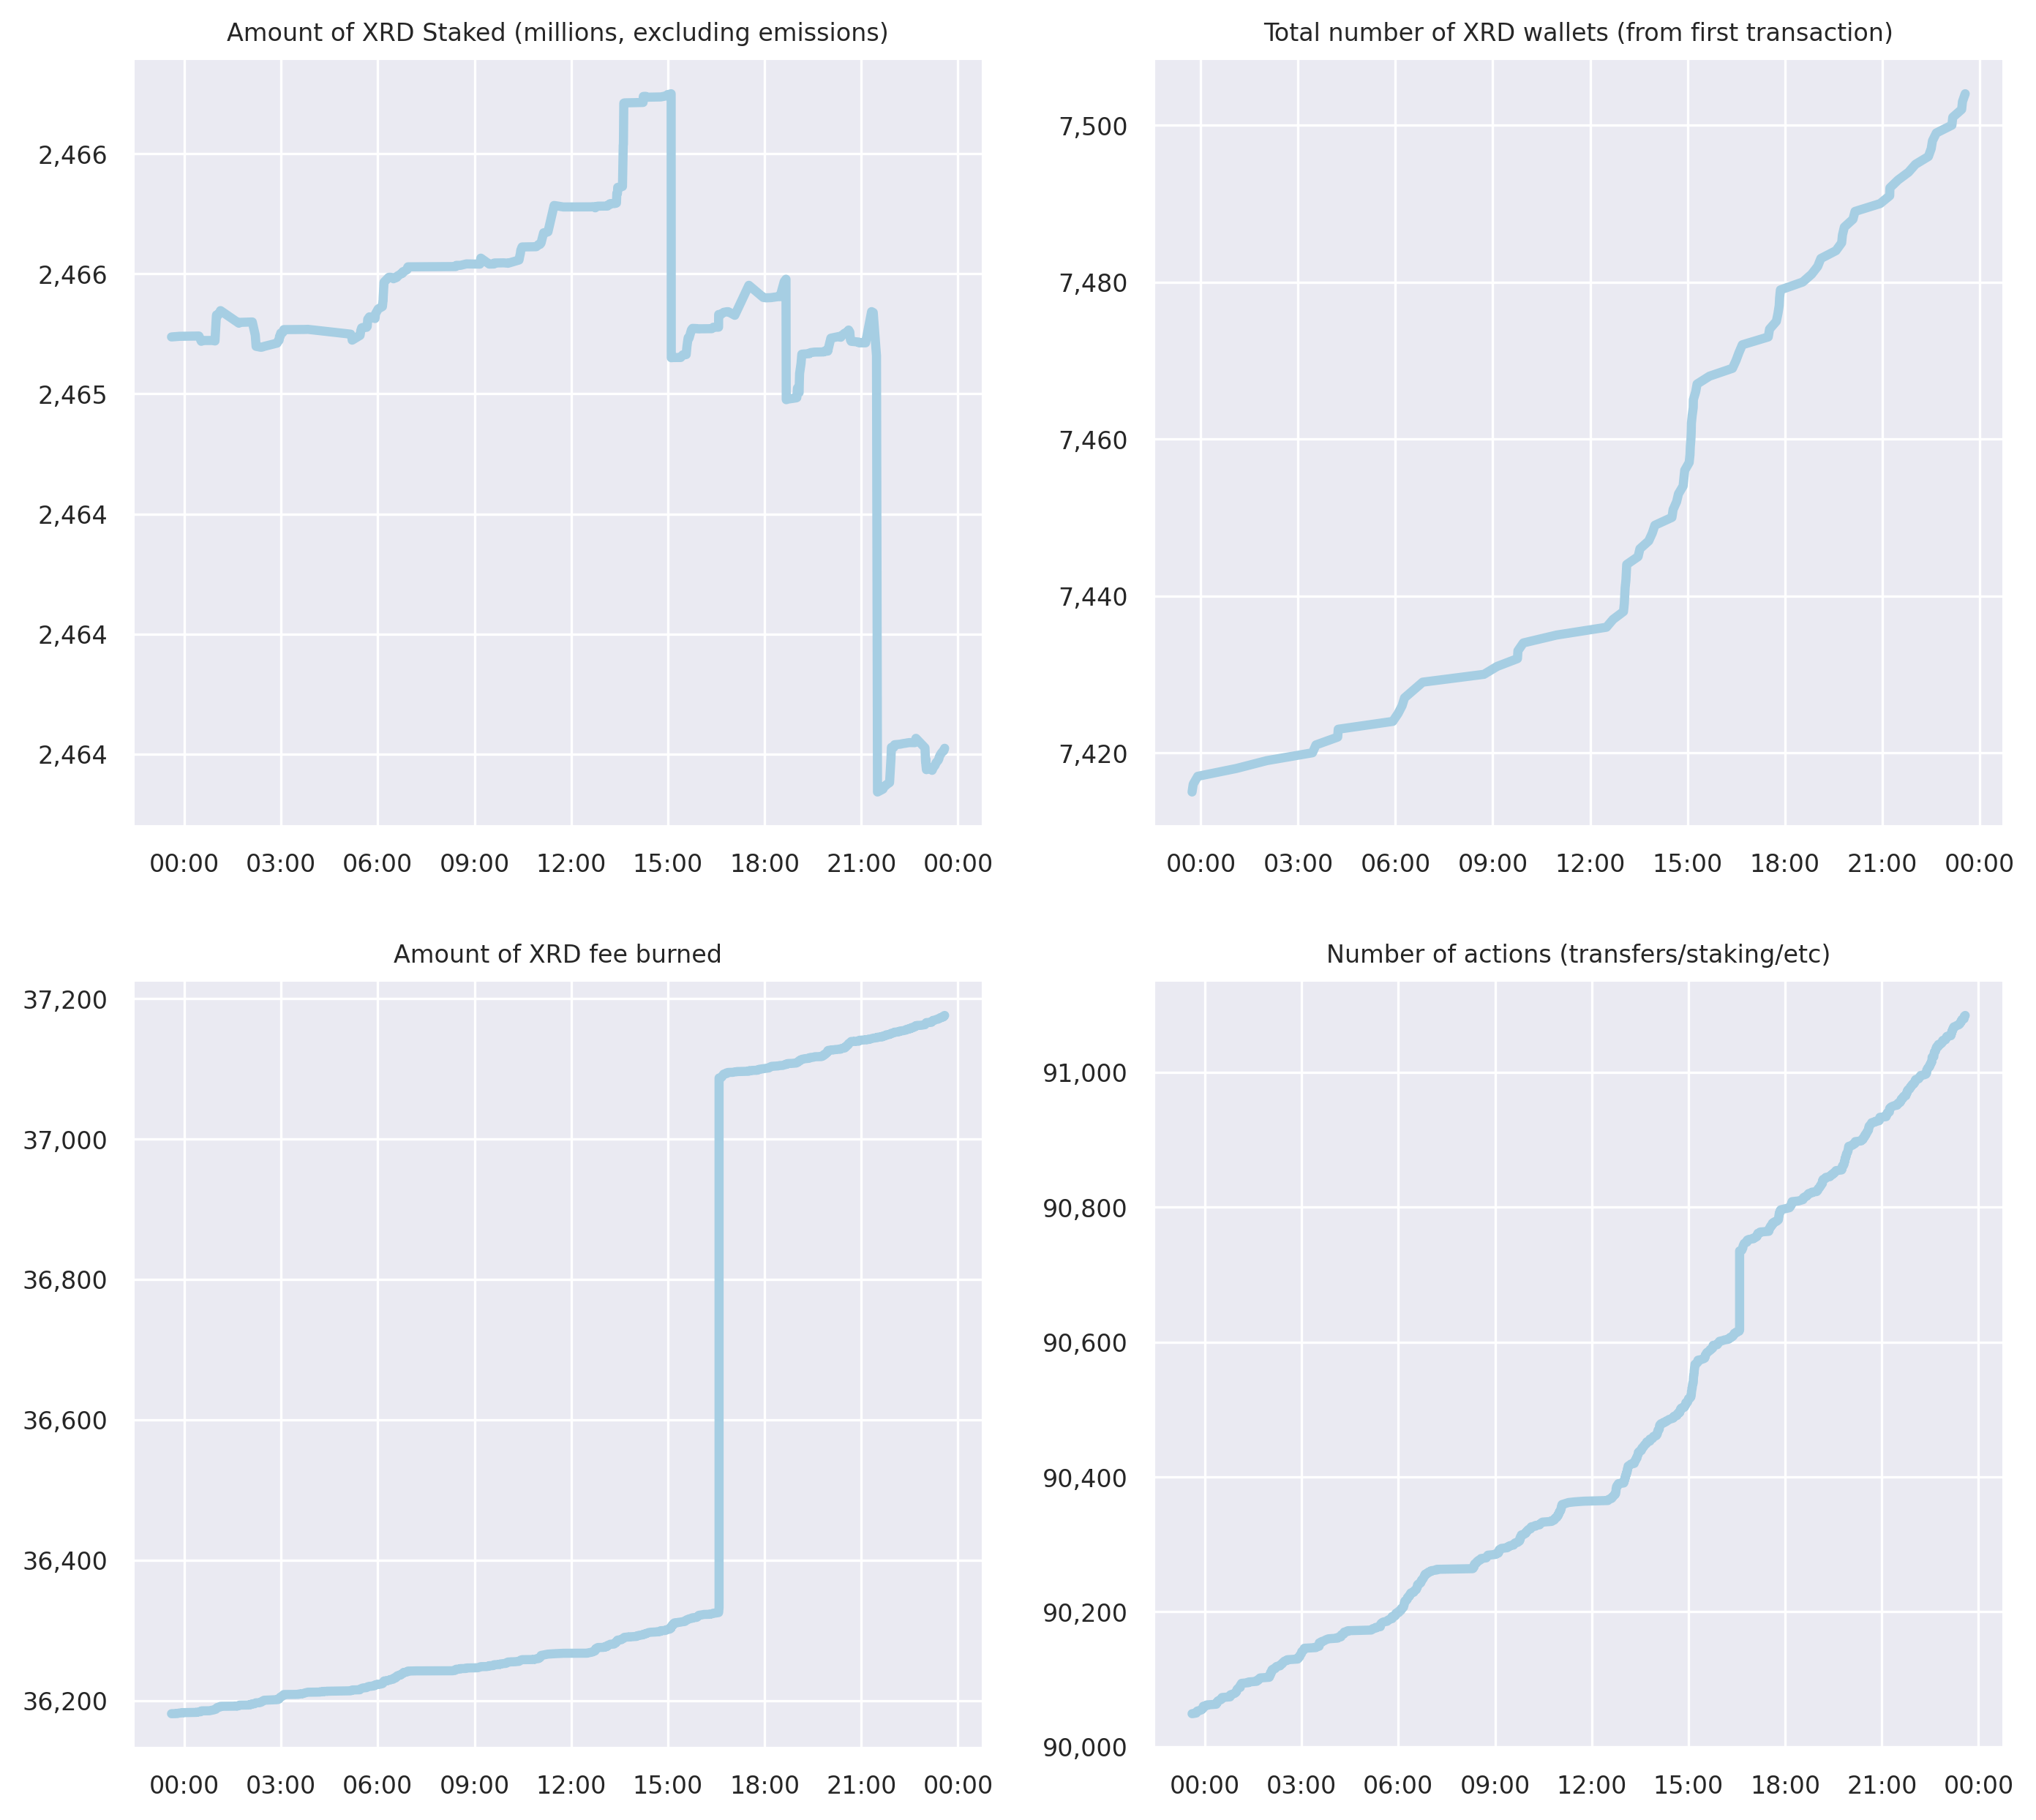 Amount of XRD Staked (millions, excluding emissions)
2,466
2,466
2,465
2,464
2,464
2,464
00:00 03:00 06:00 09:00 12:00 15:00 18:00 21:00 00:00
Total number of XRD wallets (from first transaction)
7,500
7,480
7,460
7,440
7,420
00:00 03:00 06:00 09:00 12:00 15:00 18:00 21:00 00:00
Amount of XRD fee burned
37,200
37,000
36,800
36,600
36,400
36,200
00:00 03:00 06:00 09:00 12:00 15:00 18:00 21:00 00:00
Number of actions (transfers/staking/etc)
91,000
90,800
90,600
90,400
90,200
90,000
00:00 03:00 06:00 09:00 12:00 15:00 18:00 21:00 00:00